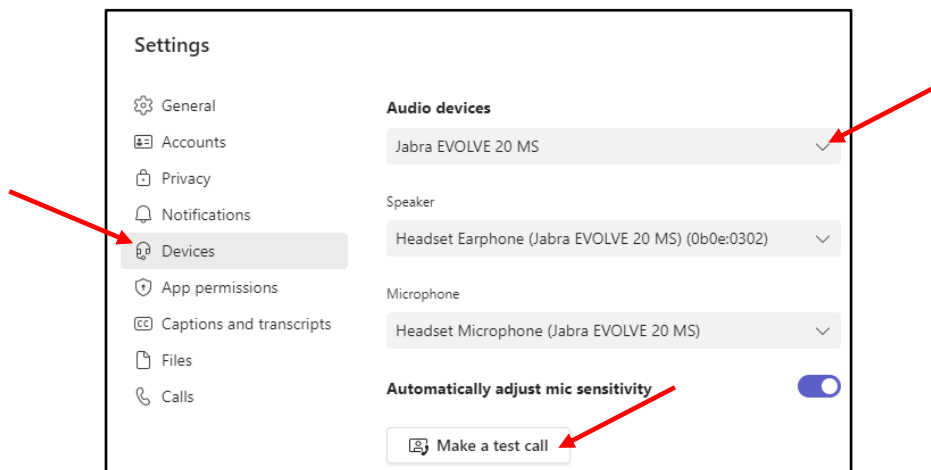 Settings
General
Accounts
Privacy
Notifications
Devices
App permissions
CC Captions and transcripts
Files
Calls
Audio devices
Jabra EVOLVE 20 MS
Speaker
Headset Earphone (Jabra EVOLVE 20 MS) (0b0e:0302)
Microphone
Headset Microphone (Jabra EVOLVE 20 MS)
Automatically adjust mic sensitivity
Make a test call